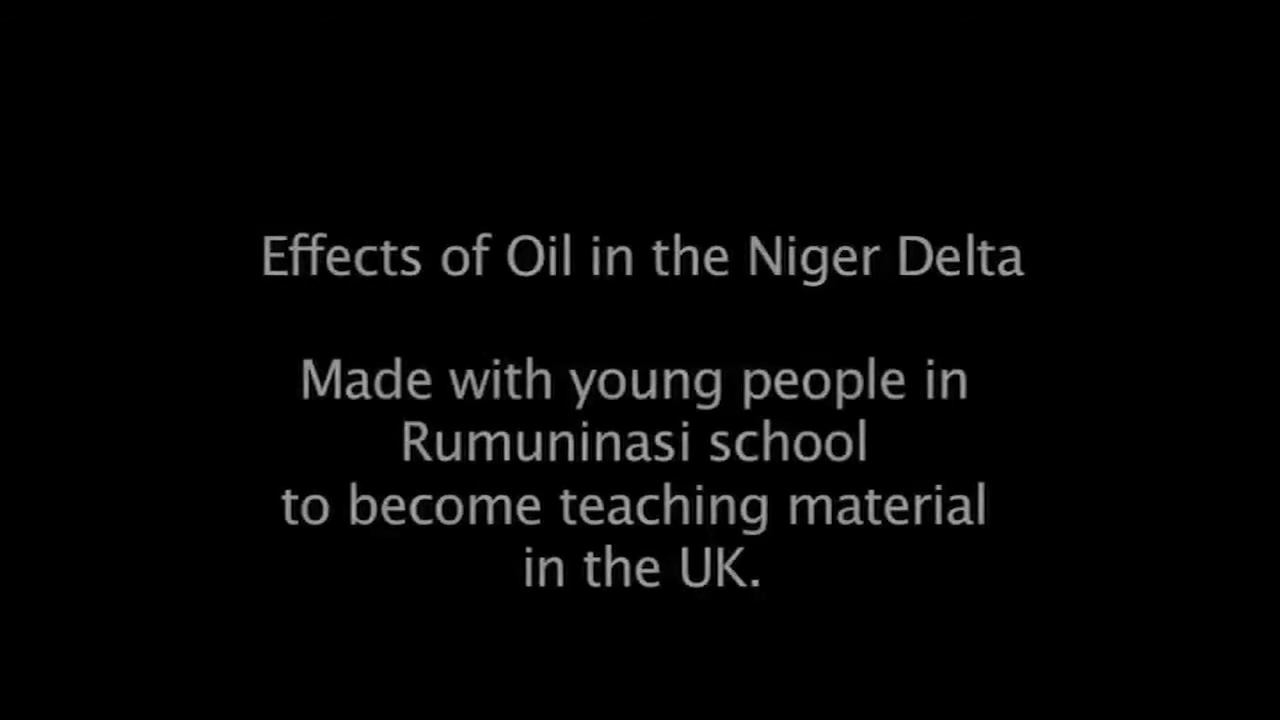 Effects of Oil in the Niger Delta
Made with young people in
Rumuninasi school
to become teaching material
in the UK.